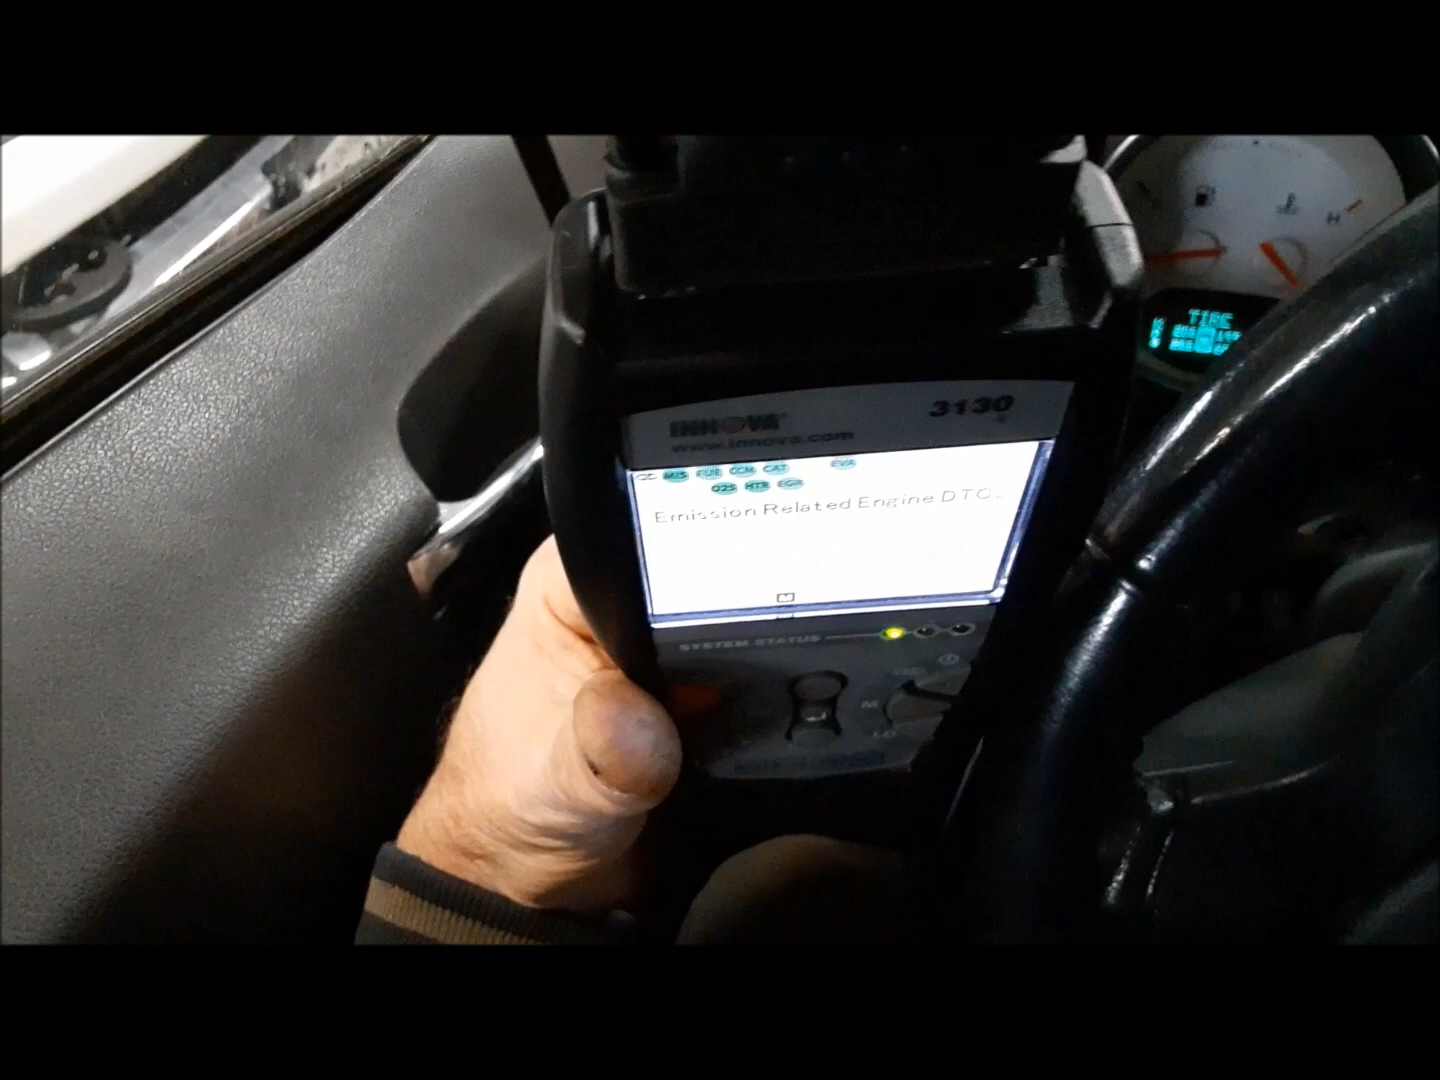 INNOVA
3130
www.innova.com
MIS FUE CCM CAT EVA
O2S HTR EGR
Emission Related Engine DTC
M
SYSTEM STATUS
M
H
TIRE